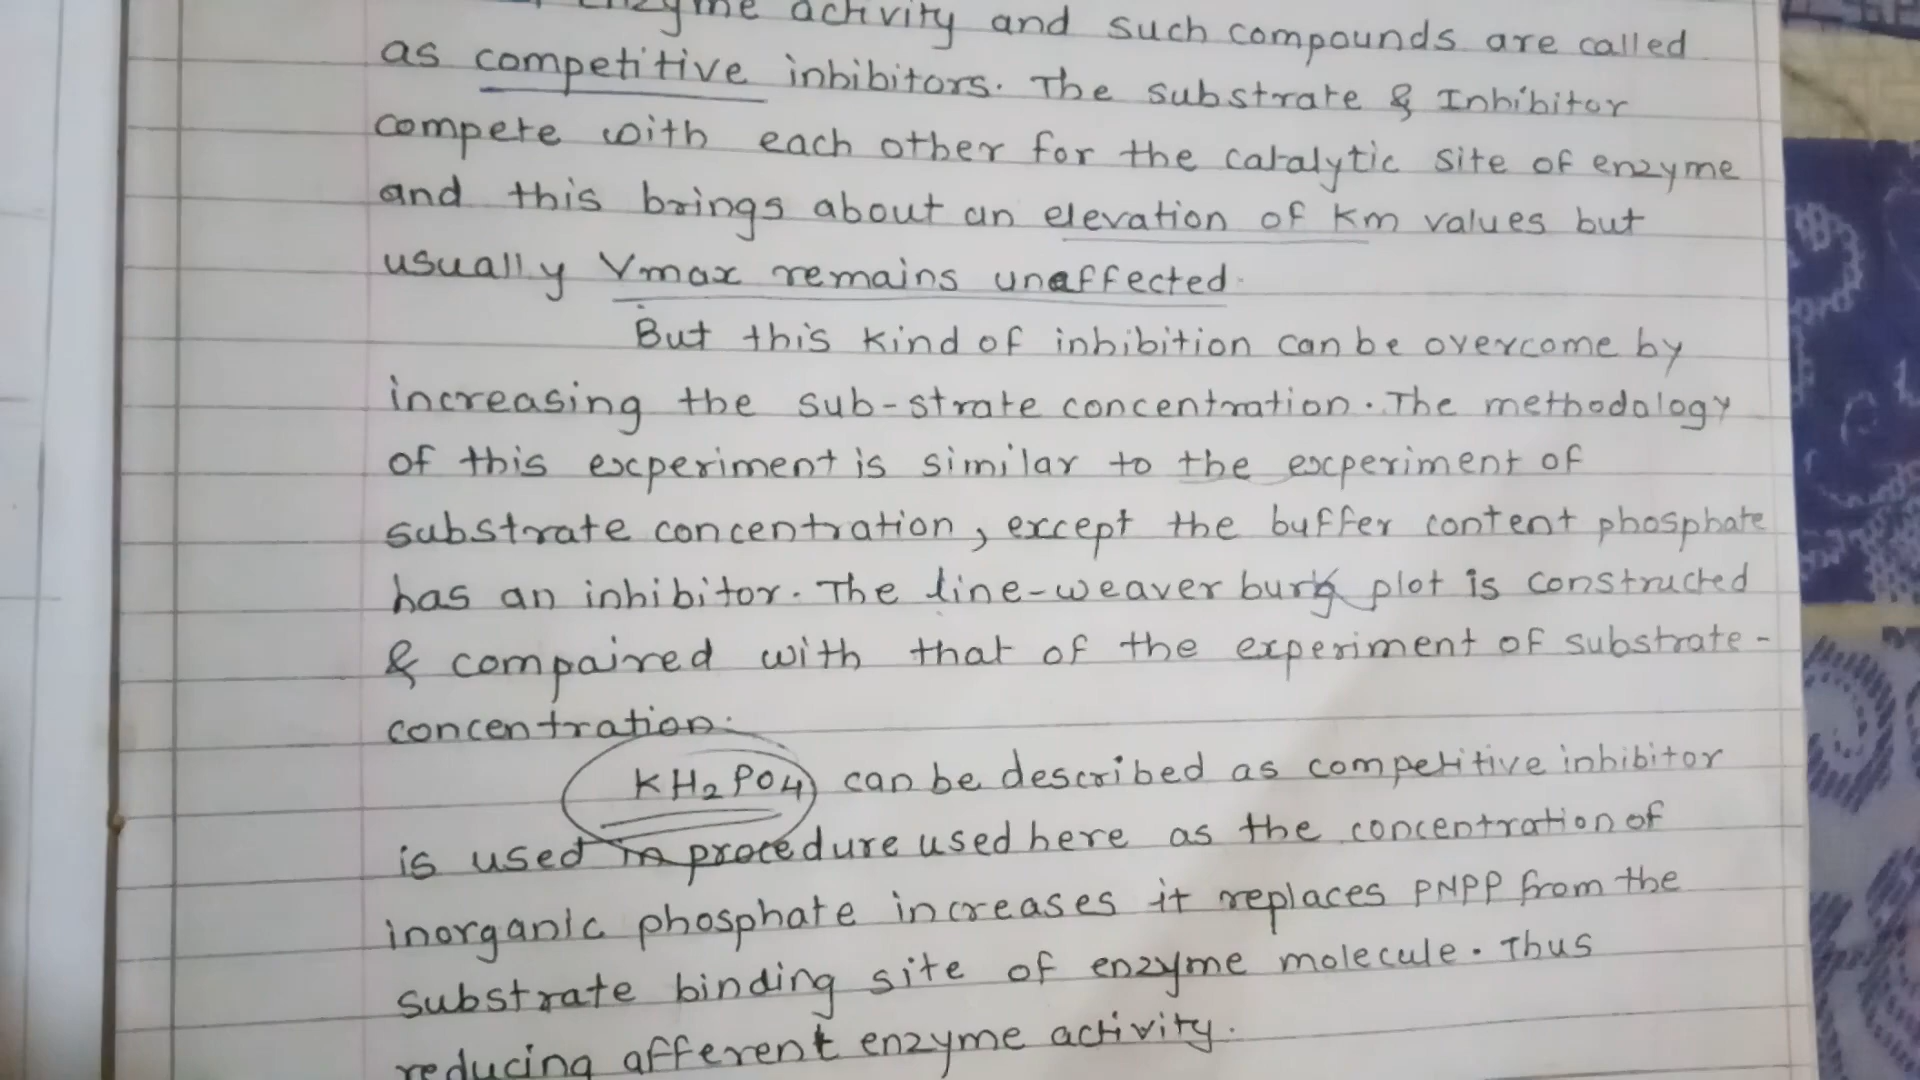 enzyme activity and such compounds are called
as competitive inhibitors. The substrate & Inhibitor
compete with each other for the catalytic site of enzyme
and this brings about an elevation of Km values but
usually Vmax remains unaffected.
But this kind of inhibition can be overcome by
increasing the sub-strate concentration. The methodology
of this experiment is similar to the experiment of
substrate concentration, except the buffer content phosphate
has an inhibitor. The line-weaver burk plot is constructed
& compaired with that of the experiment of substrate-
concentration.
KH2PO4 can be described as competitive inhibitor
is used in procedure used here as the concentration of
inorganic phosphate increases it replaces PNPP from the
substrate binding site of enzyme molecule. Thus
reducing afferent enzyme activity.